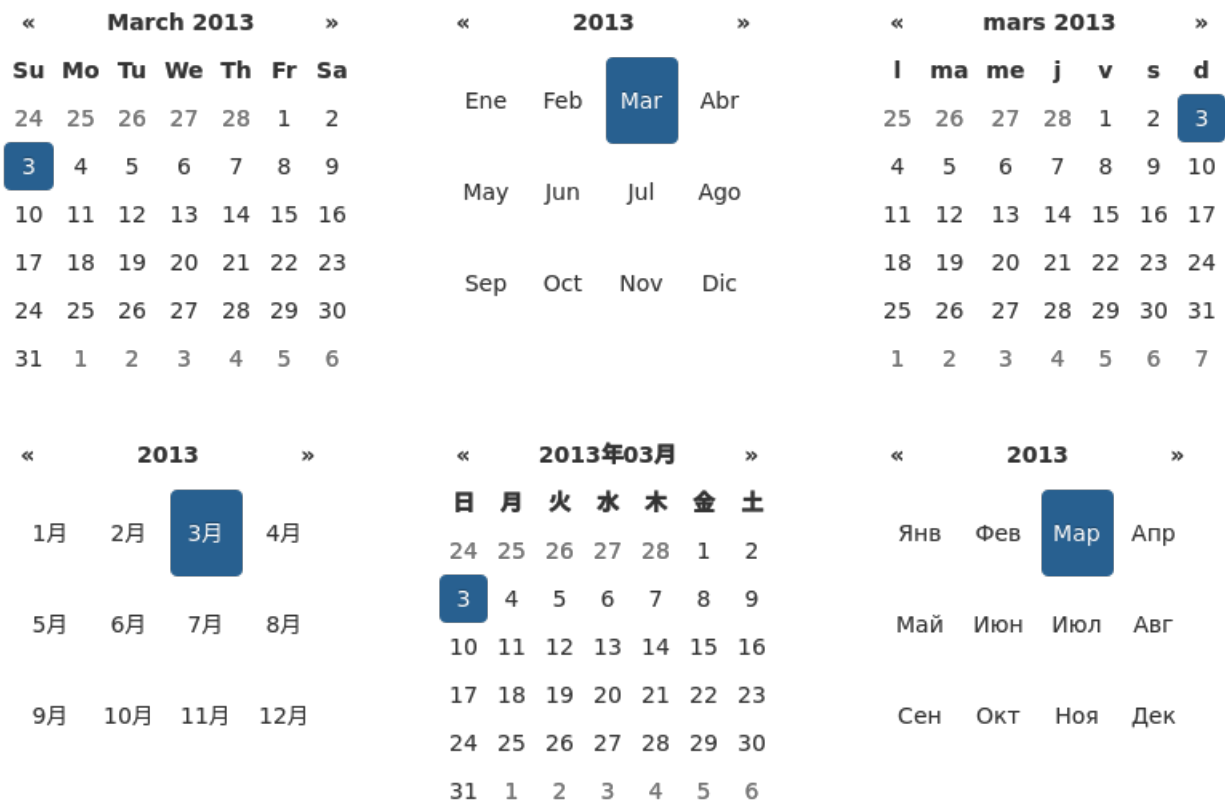 « March 2013 »
Su Mo Tu We Th Fr Sa
24 25 26 27 28 1 2
3 4 5 6 7 8 9
10 11 12 13 14 15 16
17 18 19 20 21 22 23
24 25 26 27 28 29 30
31 1 2 3 4 5 6
« 2013 »
Ene Feb Mar Abr
May Jun Jul Ago
Sep Oct Nov Dic
« mars 2013 »
l ma me j v s d
25 26 27 28 1 2 3
4 5 6 7 8 9 10
11 12 13 14 15 16 17
18 19 20 21 22 23 24
25 26 27 28 29 30 31
1 2 3 4 5 6 7
« 2013 »
1月 2月 3月 4月
5月 6月 7月 8月
9月 10月 11月 12月
« 2013年03月 »
日 月 火 水 木 金 土
24 25 26 27 28 1 2
3 4 5 6 7 8 9
10 11 12 13 14 15 16
17 18 19 20 21 22 23
24 25 26 27 28 29 30
31 1 2 3 4 5 6
« 2013 »
Янв Фев Мар Апр
Май Июн Июл Авг
Сен Окт Ноя Дек